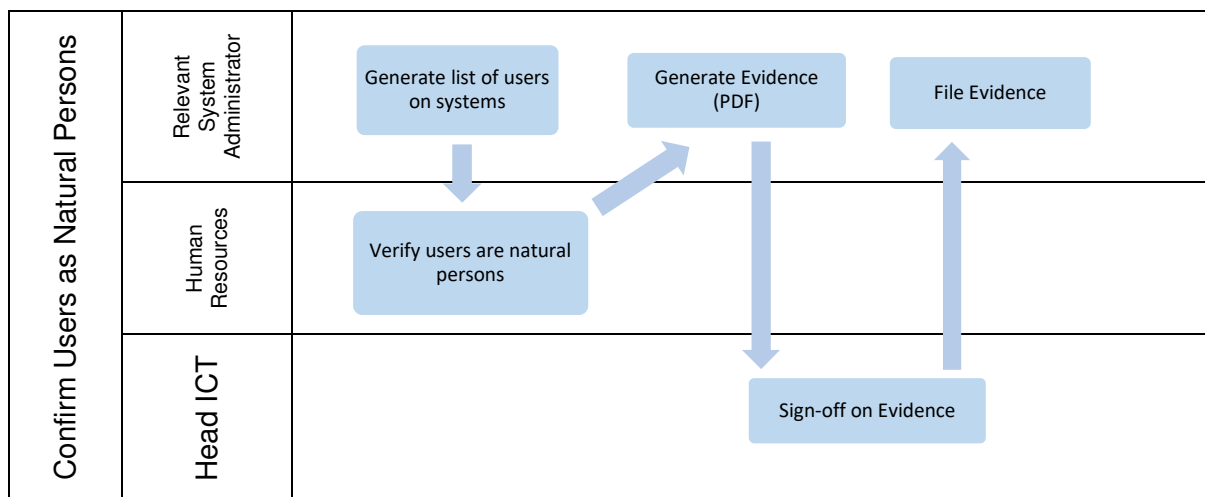 Confirm Users as Natural Persons
Relevant
System
Administrator
Generate list of users
on systems
Generate Evidence
(PDF)
File Evidence
Human
Resources
Verify users are natural
persons
Head ICT
Sign-off on Evidence